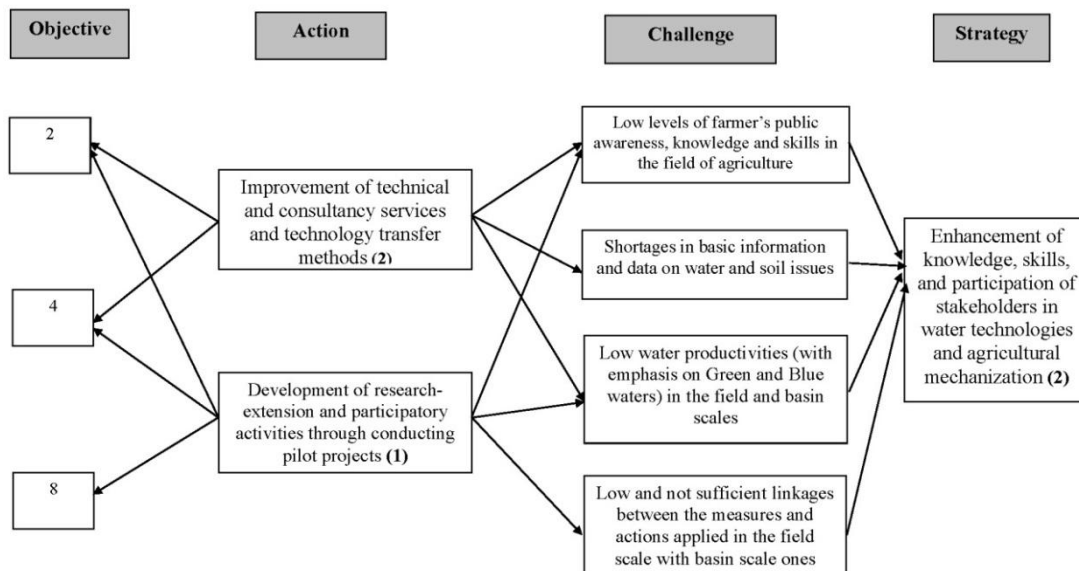 Objective
Action
Challenge
Strategy
2
4
8
Improvement of technical
and consultancy services
and technology transfer
methods (2)
Development of research-
extension and participatory
activities through conducting
pilot projects (1)
Low levels of farmer's public
awareness, knowledge and skills in
the field of agriculture
Shortages in basic information
and data on water and soil issues
Low water productivities (with
emphasis on Green and Blue
waters) in the field and basin
scales
Low and not sufficient linkages
between the measures and
actions applied in the field
scale with basin scale ones
Enhancement of
knowledge, skills,
and participation of
stakeholders in
water technologies
and agricultural
mechanization (2)